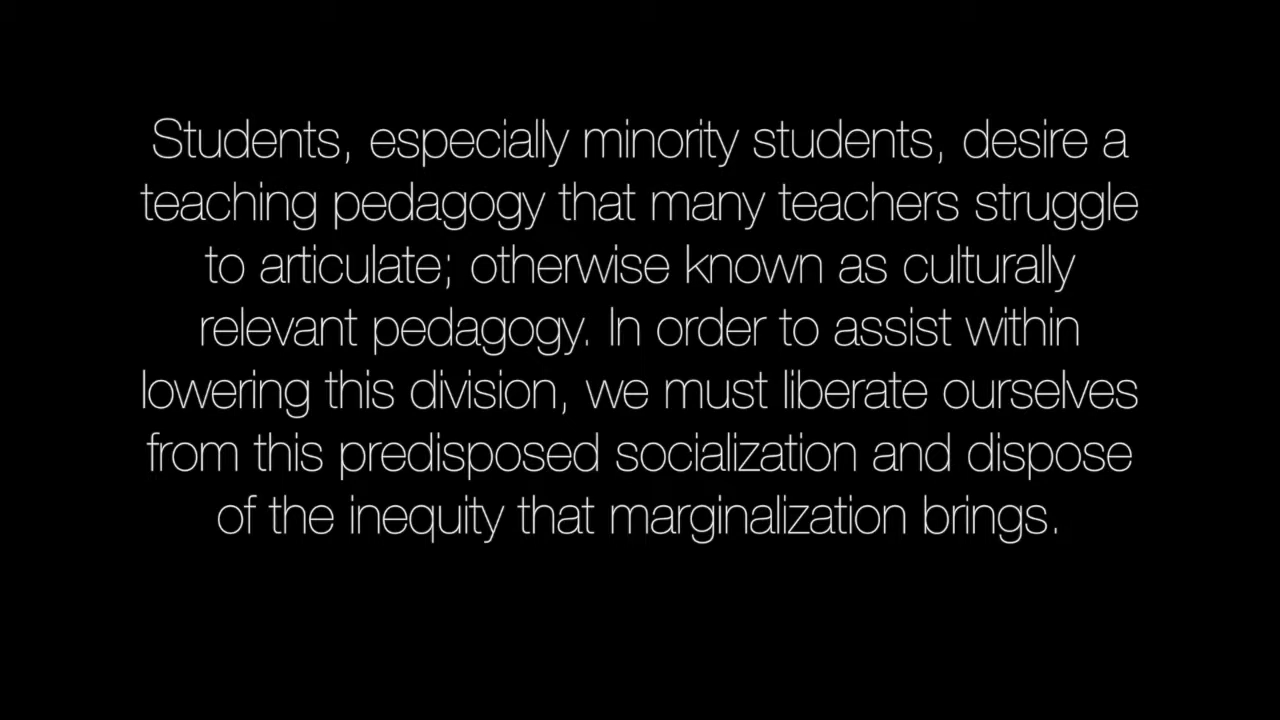 Students, especially minority students, desire a
teaching pedagogy that many teachers struggle
to articulate; otherwise known as culturally
relevant pedagogy. In order to assist within
lowering this division, we must liberate ourselves
from this predisposed socialization and dispose
of the inequity that marginalization brings.